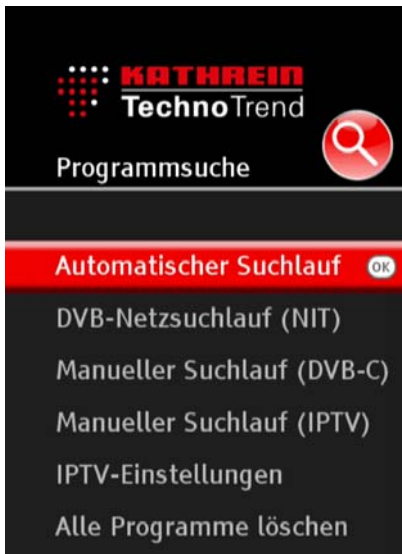 KATHREIN
TechnoTrend
Programmsuche
Automatischer Suchlauf OK
DVB-Netzsuchlauf (NIT)
Manueller Suchlauf (DVB-C)
Manueller Suchlauf (IPTV)
IPTV-Einstellungen
Alle Programme löschen